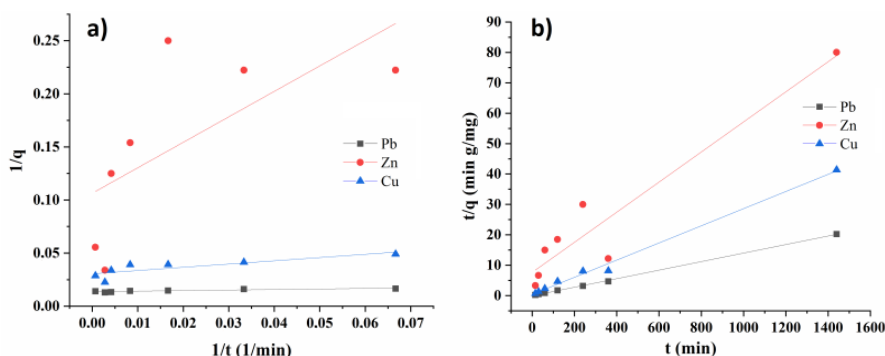 a)
1/q
0.25
0.20
0.15
0.10
0.05
0.00
0.00 0.01 0.02 0.03 0.04 0.05 0.06 0.07
1/t (1/min)
Pb
Zn
Cu
b)
t/q (min g/mg)
90
80
70
60
50
40
30
20
10
0
0 200 400 600 800 1000 1200 1400 1600
t (min)
Pb
Zn
Cu